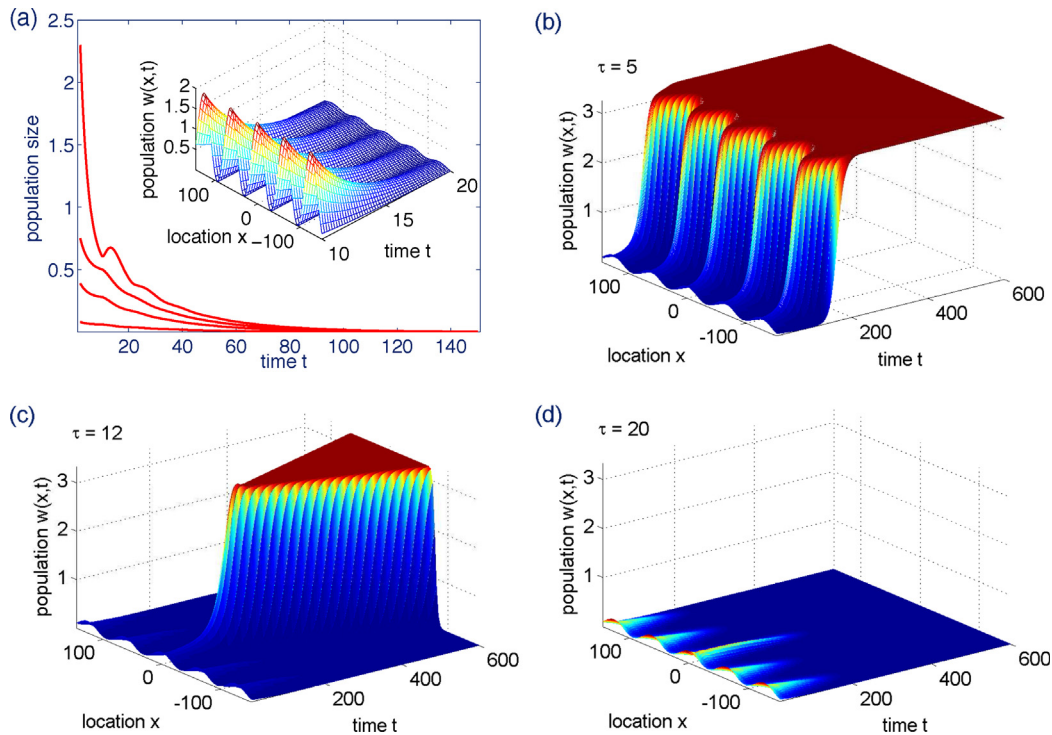 (a)
2.5
2
1.5
1
0.5
population size
20 40 60 80 100 120 140
time t
population w(x,t)
2
1.5
1
0.5
100
0
-100
location x
10
15
20
time t
(b)
τ = 5
population w(x,t)
3
2
1
100
0
-100
location x
200
400
600
time t
(c)
τ = 12
population w(x,t)
3
2
1
100
0
-100
location x
200
400
600
time t
(d)
τ = 20
population w(x,t)
3
2
1
100
0
-100
location x
200
400
600
time t